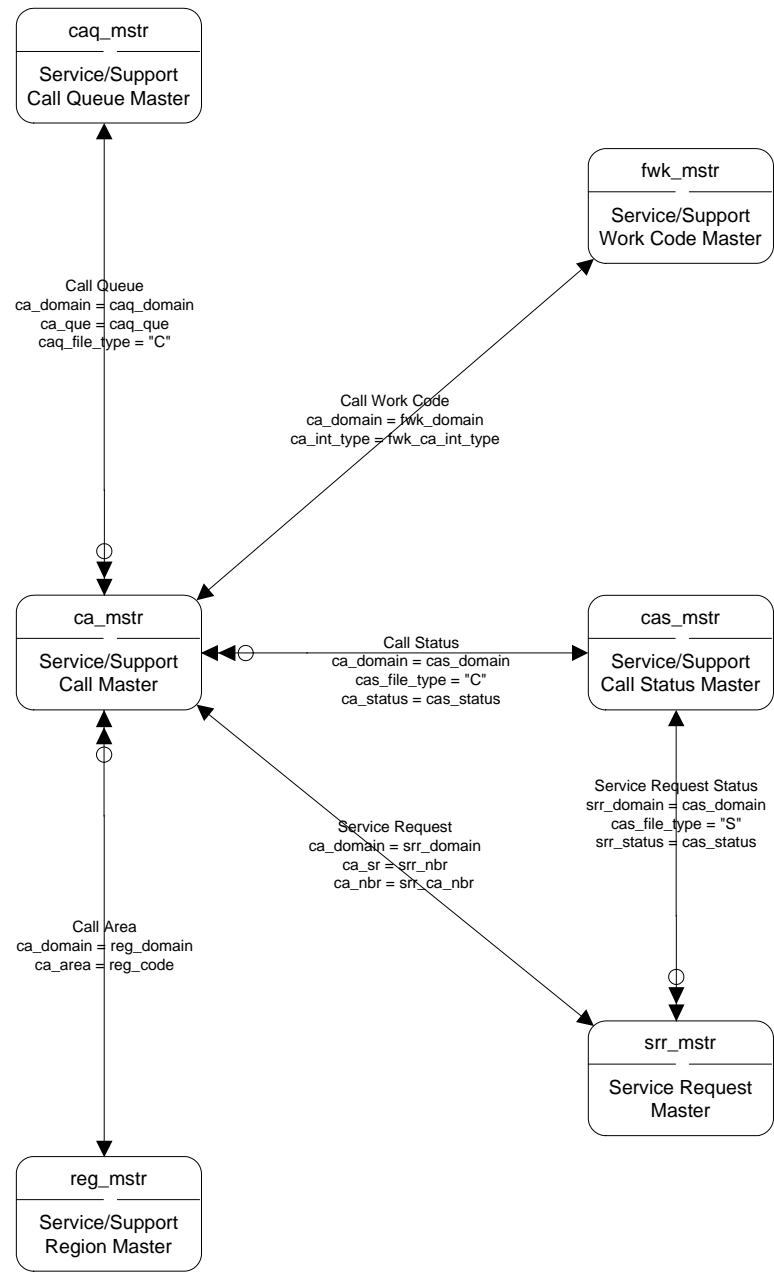 caq_mstr
Service/Support
Call Queue Master
fwk_mstr
Service/Support
Work Code Master
Call Queue
ca_domain = caq_domain
ca_que = caq_que
caq_file_type = "C"
Call Work Code
ca_domain = fwk_domain
ca_int_type = fwk_ca_int_type
ca_mstr
Service/Support
Call Master
Call Status
ca_domain = cas_domain
cas_file_type = "C"
ca_status = cas_status
cas_mstr
Service/Support
Call Status Master
Service Request Status
srr_domain = cas_domain
cas_file_type = "S"
srr_status = cas_status
Service Request
ca_domain = srr_domain
ca_sr = srr_nbr
ca_nbr = srr_ca_nbr
Call Area
ca_domain = reg_domain
ca_area = reg_code
srr_mstr
Service Request
Master
reg_mstr
Service/Support
Region Master